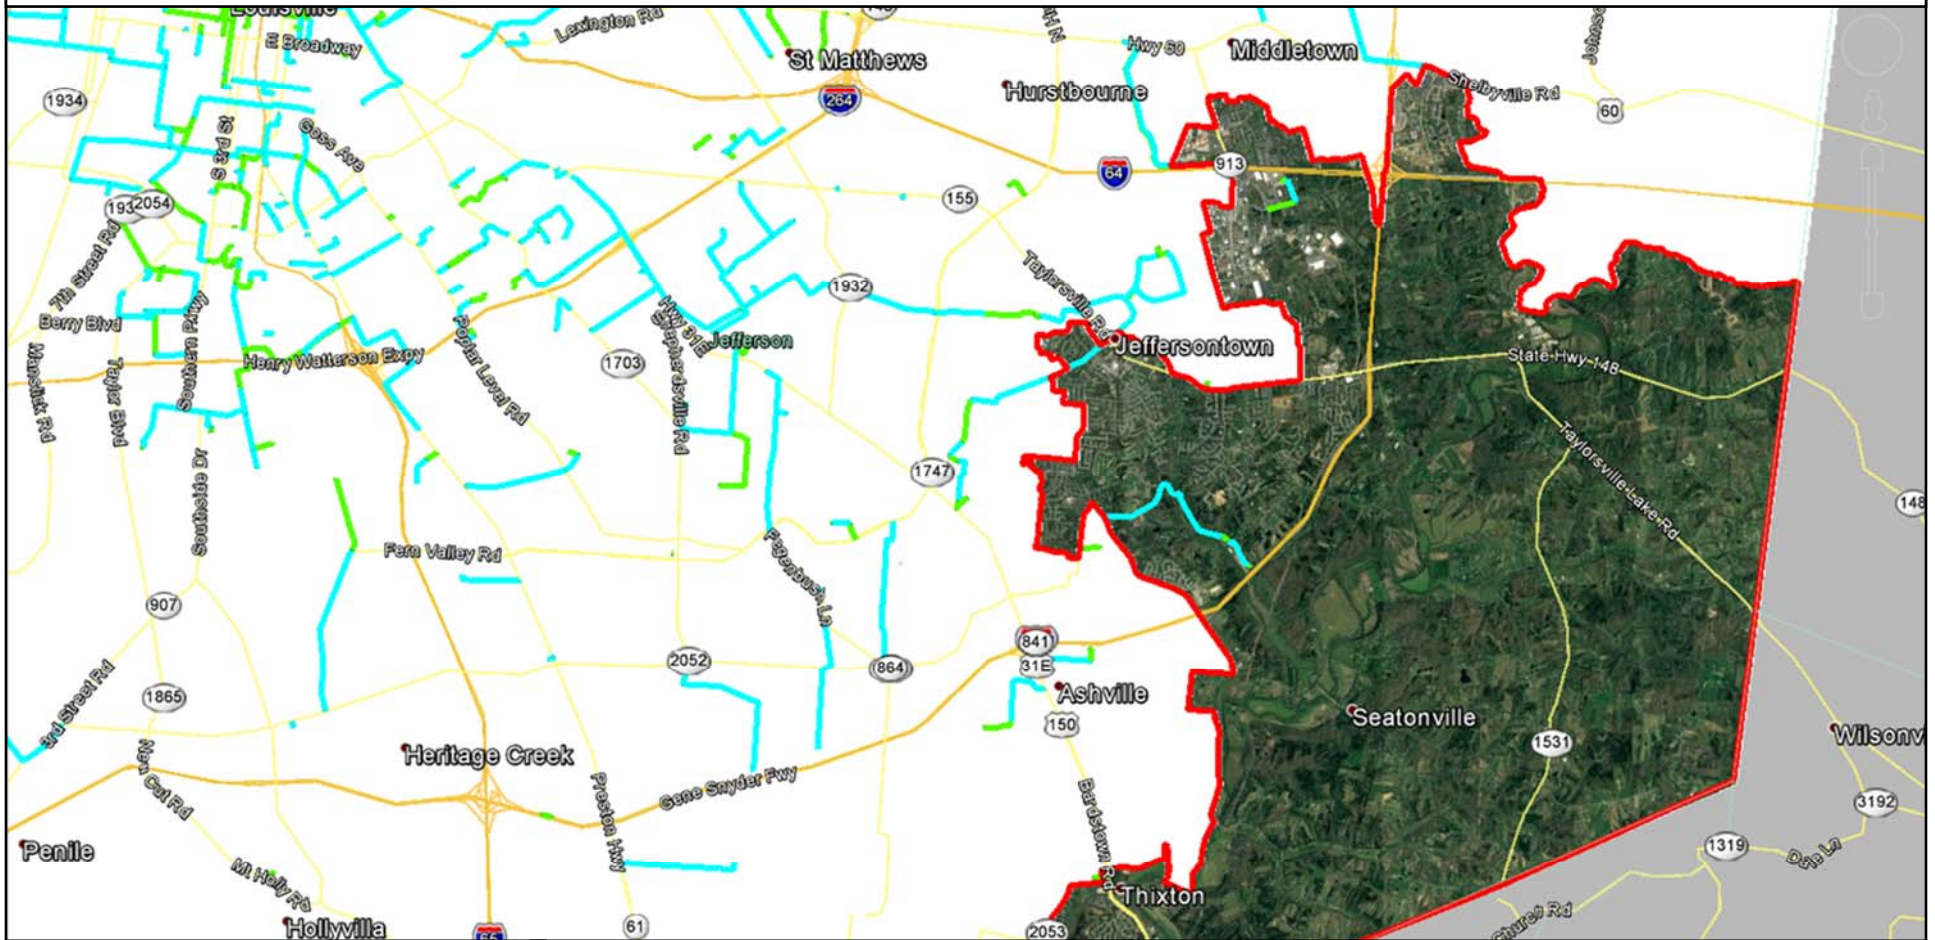 Louisville
Lexington Rd
E Broadway
St Matthews
Hwy 60
Middletown
264
Hurstbourne
Shelbyville Rd
60
1934
S 3rd St
Goss Ave
64
913
2054
155
7th Street Rd
Taylorsville Rd
1932
Berry Blvd
Southern Pkwy
Hwy 31E
Jefferson
Jeffersontown
Henry Watterson Expy
Poplar Level Rd
1703
Shepherdsville Rd
State Hwy 148
Manslick Rd
Taylor Blvd
Taylorsville Lake Rd
1747
148
Southside Dr
Fern Valley Rd
Fegenbush Ln
907
841
31E
2052
864
3rd Street Rd
1865
Ashville
150
Seatonville
1531
Wilsonv
Heritage Creek
New Cut Rd
Preston Hwy
Gene Snyder Fwy
Bardstown Rd
3192
Penile
1319
Dale Ln
Mt Holly Rd
Thixton
Hollyvilla
65
61
2053
Church Rd